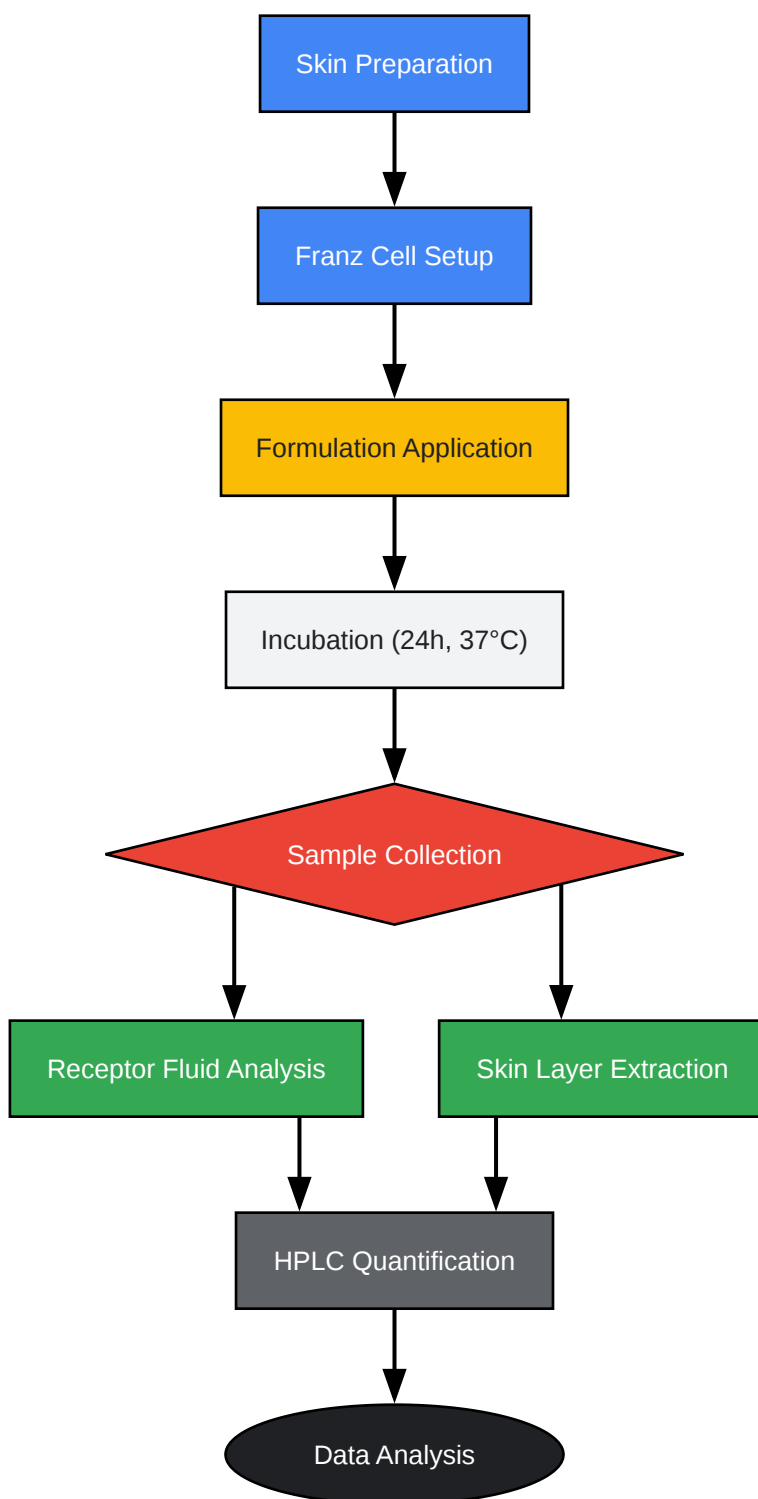 Skin Preparation
Franz Cell Setup
Formulation Application
Incubation (24h, 37°C)
Sample Collection
Receptor Fluid Analysis
Skin Layer Extraction
HPLC Quantification
Data Analysis